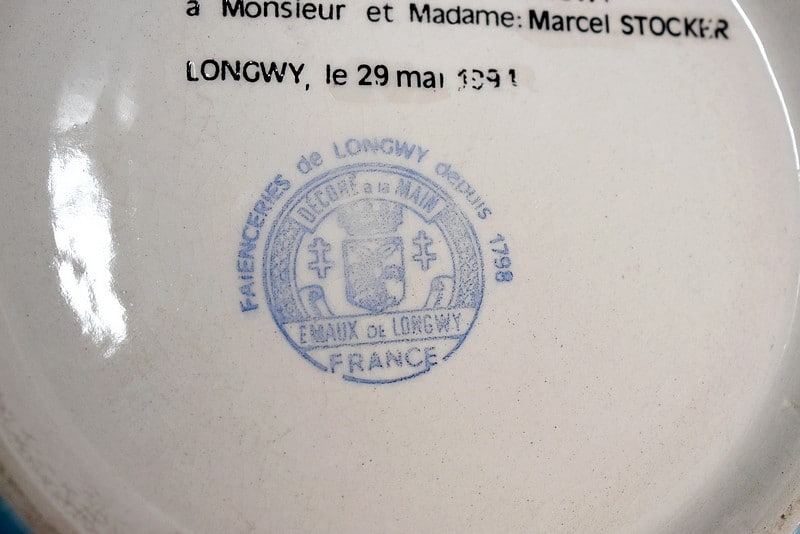 à Monsieur et Madame: Marcel STOCKER
LONGWY, le 29 mai 1991
FAIENCERIES de LONGWY depuis 1798
DÉCORÉ a la MAIN
EMAUX DE LONGWY
FRANCE